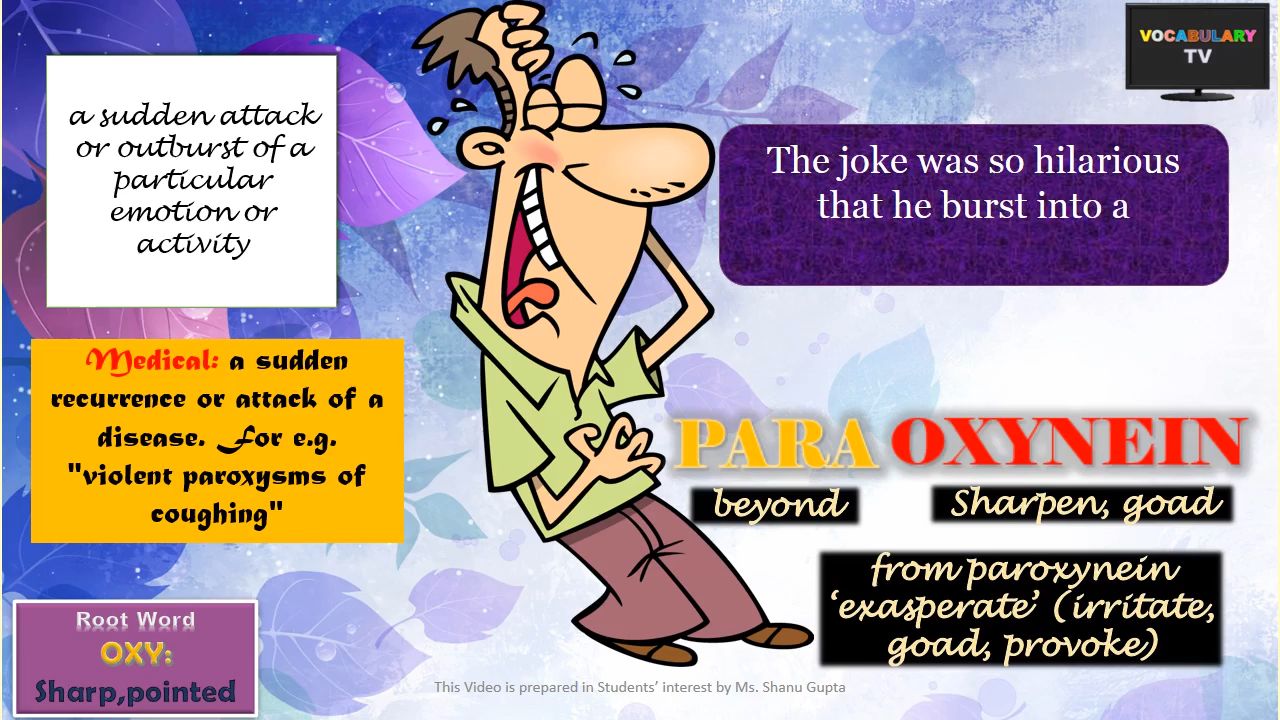 VOCABULARY
TV
a sudden attack
or outburst of a
particular
emotion or
activity
The joke was so hilarious
that he burst into a
Medical: a sudden
recurrence or attack of a
disease. For e.g.
"violent paroxysms of
coughing"
PARA OXYNEIN
beyond Sharpen, goad
from paroxynein
‘exasperate’ (irritate,
goad, provoke)
Root Word
OXY:
Sharp,pointed
This Video is prepared in Students’ interest by Ms. Shanu Gupta